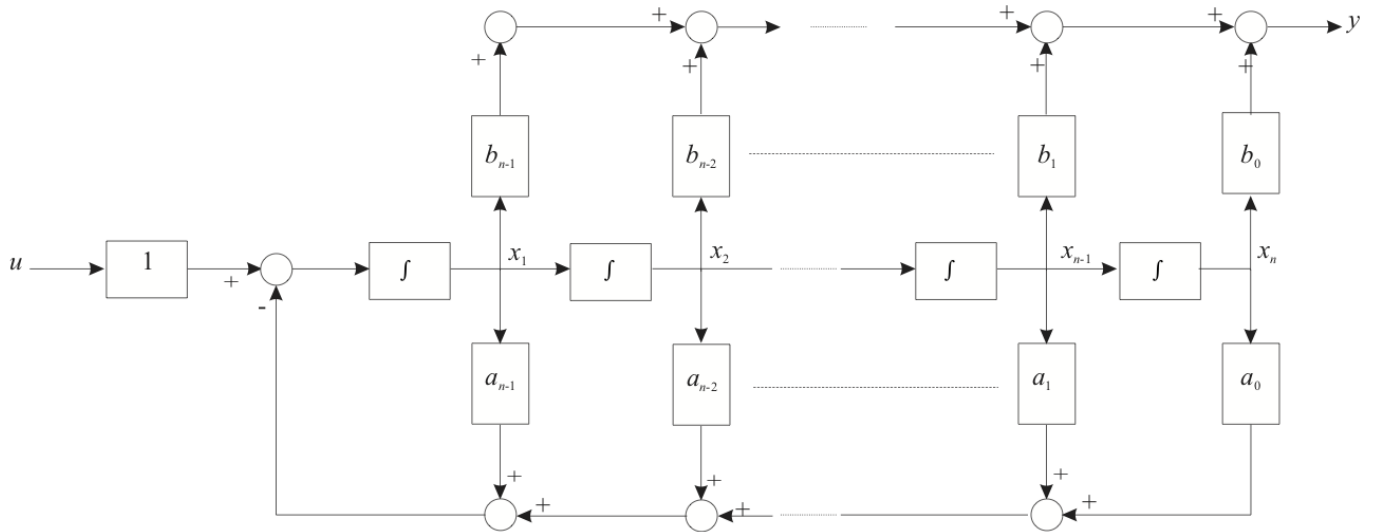 + + + y
+ + + +
b_{n-1} b_{n-2} b_1 b_0
u 1 + - ∫ x_1 ∫ x_2 ∫ x_{n-1} ∫ x_n
a_{n-1} a_{n-2} a_1 a_0
+ + +
+ + +